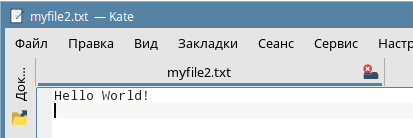 myfile2.txt — Kate
Файл Правка Вид Закладки Сеанс Сервис Настр
myfile2.txt
Док...
Hello World!